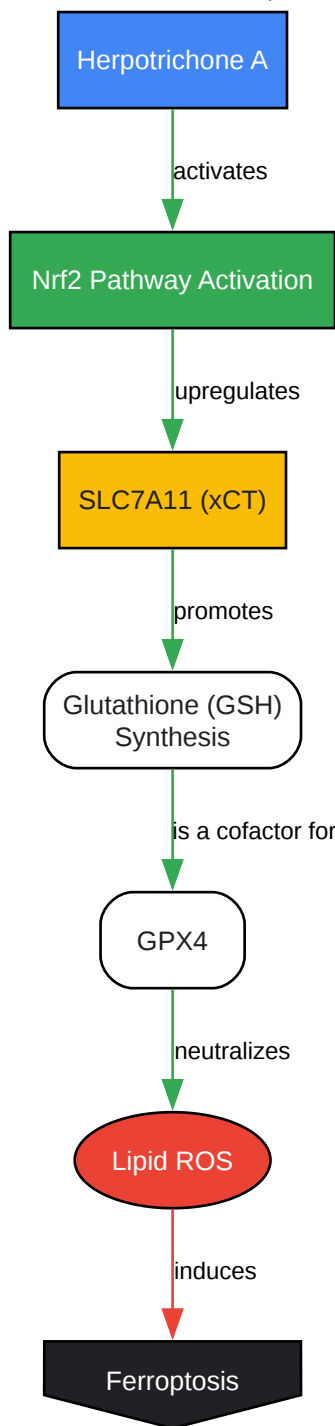 Herpotrichone A
activates
Nrf2 Pathway Activation
upregulates
SLC7A11 (xCT)
promotes
Glutathione (GSH)
Synthesis
is a cofactor for
GPX4
neutralizes
Lipid ROS
induces
Ferroptosis